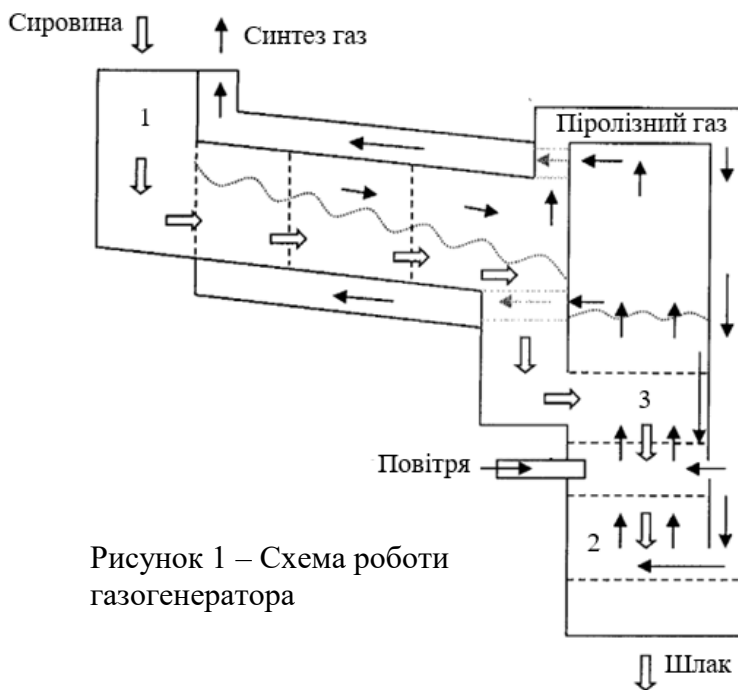 Сировина
Синтез газ
1
Піролізний газ
3
Повітря
2
Рисунок 1 – Схема роботи
газогенератора
Шлак